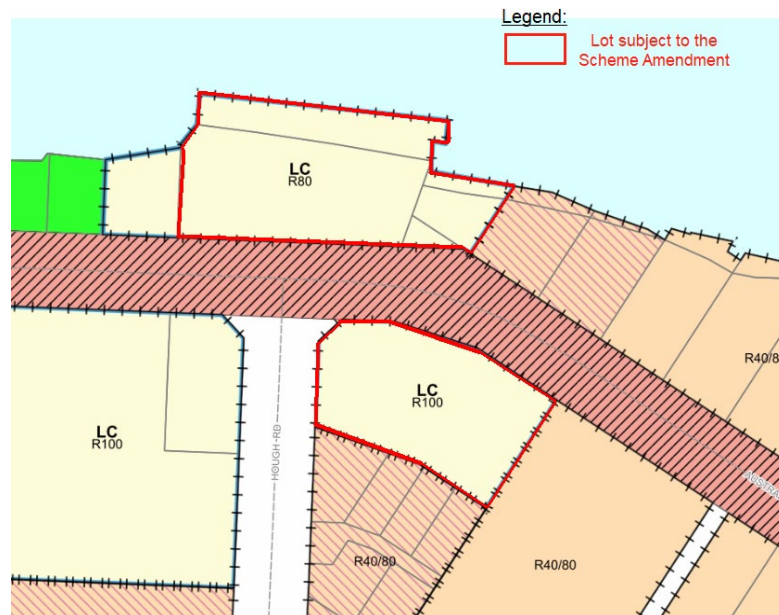 Legend:
Lot subject to the
Scheme Amendment
LC
R80
LC
R100
LC
R100
HOUGH RD
R40/80
R40/80
R40/8
AUSTRA